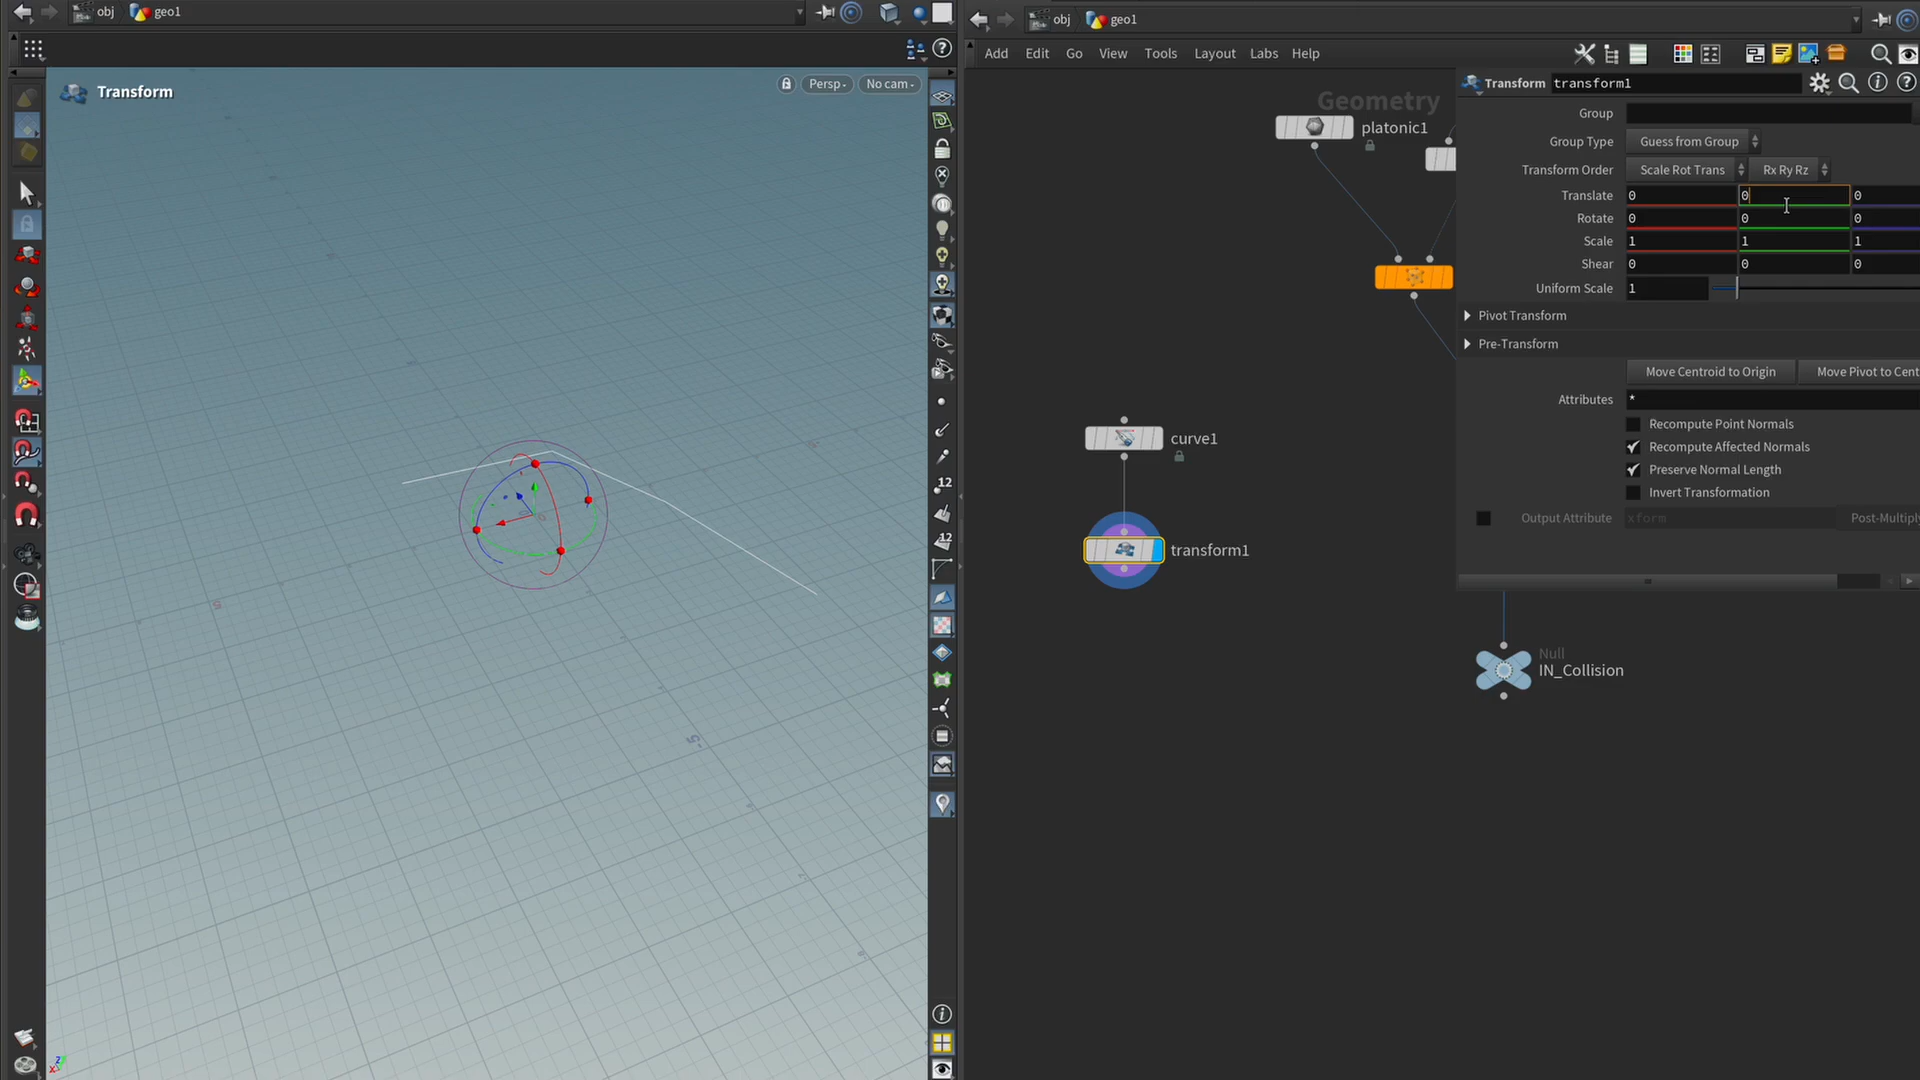 obj geo1
Transform
Persp
No cam
12
12
obj geo1
Add Edit Go View Tools Layout Labs Help
Geometry
platonic1
curve1
transform1
Null
IN_Collision
Transform transform1
Group
Group Type Guess from Group
Transform Order Scale Rot Trans Rx Ry Rz
Translate 0 0 0
Rotate 0 0 0
Scale 1 1 1
Shear 0 0 0
Uniform Scale 1
Pivot Transform
Pre-Transform
Move Centroid to Origin Move Pivot to Cent
Attributes *
Recompute Point Normals
Recompute Affected Normals
Preserve Normal Length
Invert Transformation
Output Attribute xform Post-Multiply